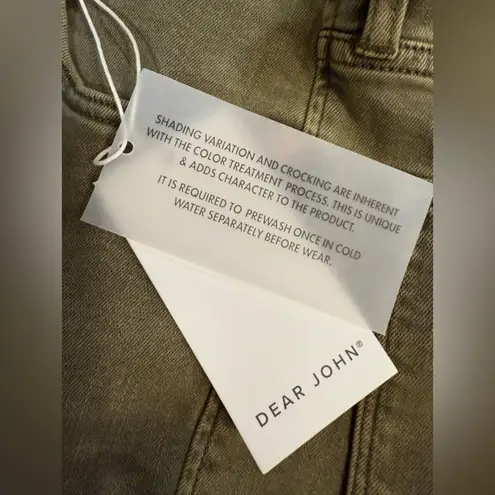 SHADING VARIATION AND CROCKING ARE INHERENT
WITH THE COLOR TREATMENT PROCESS. THIS IS UNIQUE
& ADDS CHARACTER TO THE PRODUCT.
IT IS REQUIRED TO PREWASH ONCE IN COLD
WATER SEPARATELY BEFORE WEAR.
DEAR JOHN®